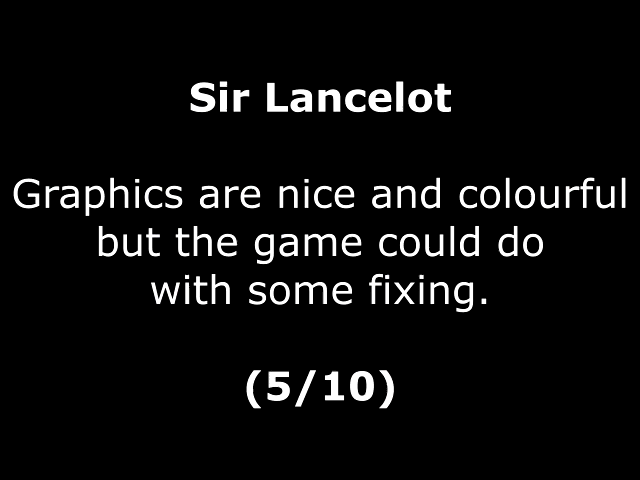 Sir Lancelot
Graphics are nice and colourful
but the game could do
with some fixing.
(5/10)